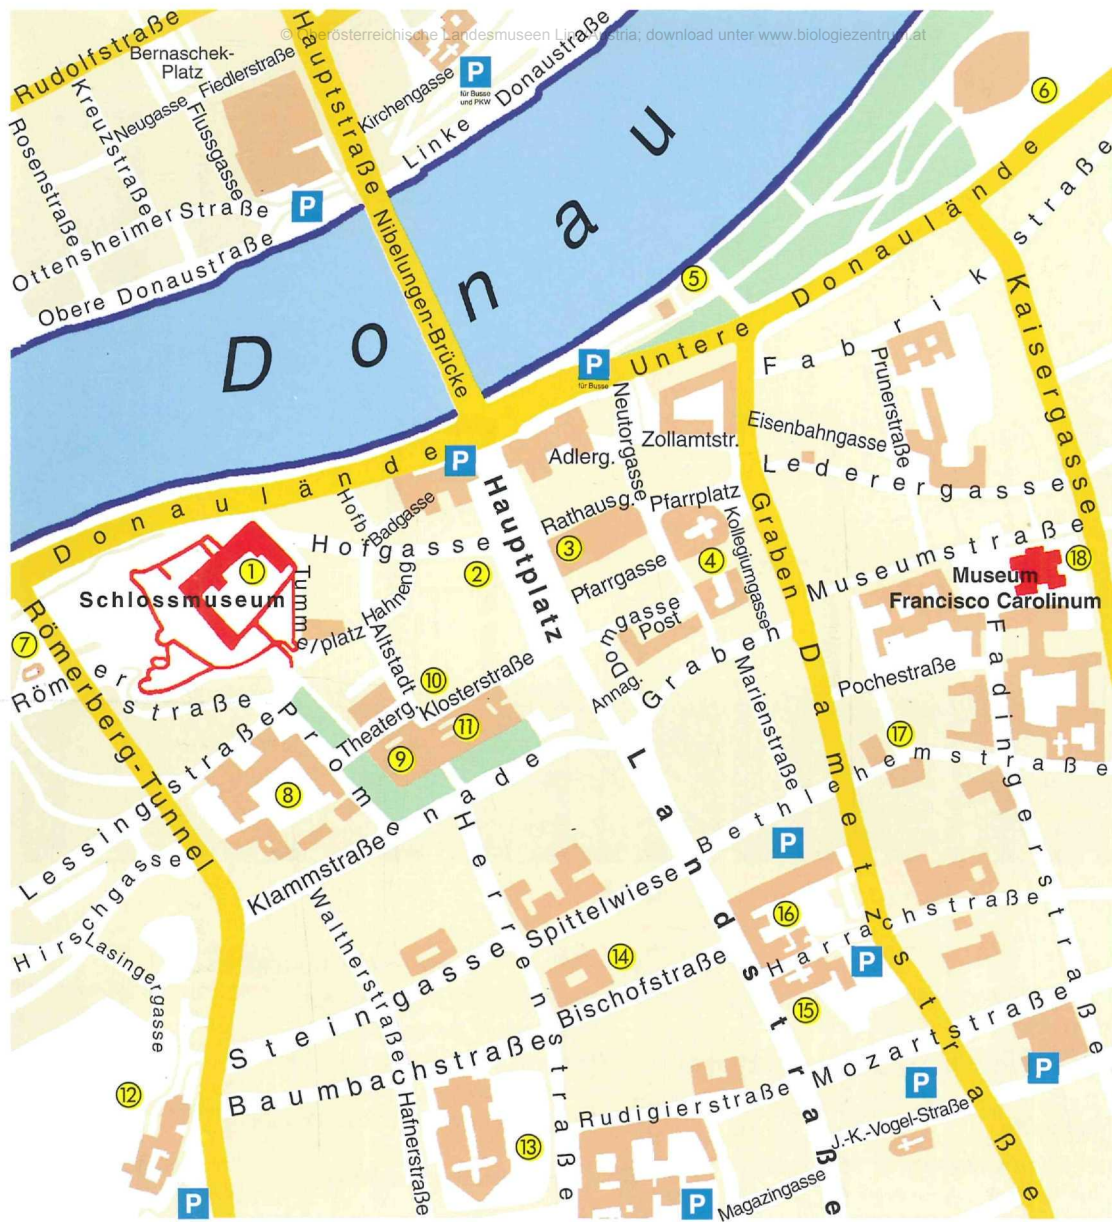 © Oberösterreichische Landesmuseen Linz, Austria; download unter www.biologiezentrum.at
Rudolfstraße
Bernaschek-
Platz
Hauptstraße
Fiedlerstraße
Neugasse
Kreuzstraße
Flussgasse
Rosenstraße
Kirchengasse
P
für Busse
und PKW
Linke Donaustraße
Ottensheimer Straße
P
Obere Donaustraße
Nibelungen-Brücke
Donau
6
5
Untere Donaulände
Fabrikstraße
Kaisergasse
P
für Busse
Neutorgasse
Prunerstraße
Zollamtstr.
Eisenbahngasse
Adlerg.
Lederergasse
P
Donaulände
Hofb
Badgasse
Hauptplatz
Rathausg.
Pfarrplatz
Kollegiumgasse
Graben
Hofgasse
3
4
Museumstraße
18
1
2
Museum
Francisco Carolinum
Schlossmuseum
Tummelplatz
Hahneng
Pfarrgasse
Altstadt
Domgasse
Post
Graben
Römerberg-Tunnel
7
Römerstraße
10
Klosterstraße
Annag.
Marienstraße
Pochestraße
Fadingerstraße
Theaterg.
11
9
Promenade
17
Lessingstraße
8
Landstraße
Dametzstraße
Bethlehemstraße
P
Klammstraße
Herrenstraße
Hirschgasse
Lasingergasse
Waltherstraße
Spittelwiese
16
Harrachstraße
14
P
Steingasse
Bischofstraße
15
Baumbachstraße
Mozartstraße
12
P
P
Hafnerstraße
Rudigierstraße
J.-K.-Vogel-Straße
13
P
P
Magazingasse